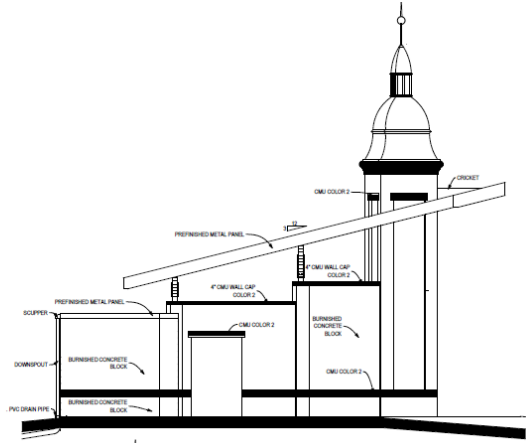 CRICKET
CMU COLOR 2
12
3
PREFINISHED METAL PANEL
4" CMU WALL CAP
COLOR 2
4" CMU WALL CAP
COLOR 2
PREFINISHED METAL PANEL
SCUPPER
CMU COLOR 2
BURNISHED
CONCRETE
BLOCK
DOWNSPOUT
BURNISHED CONCRETE
BLOCK
CMU COLOR 2
BURNISHED CONCRETE
BLOCK
PVC DRAIN PIPE